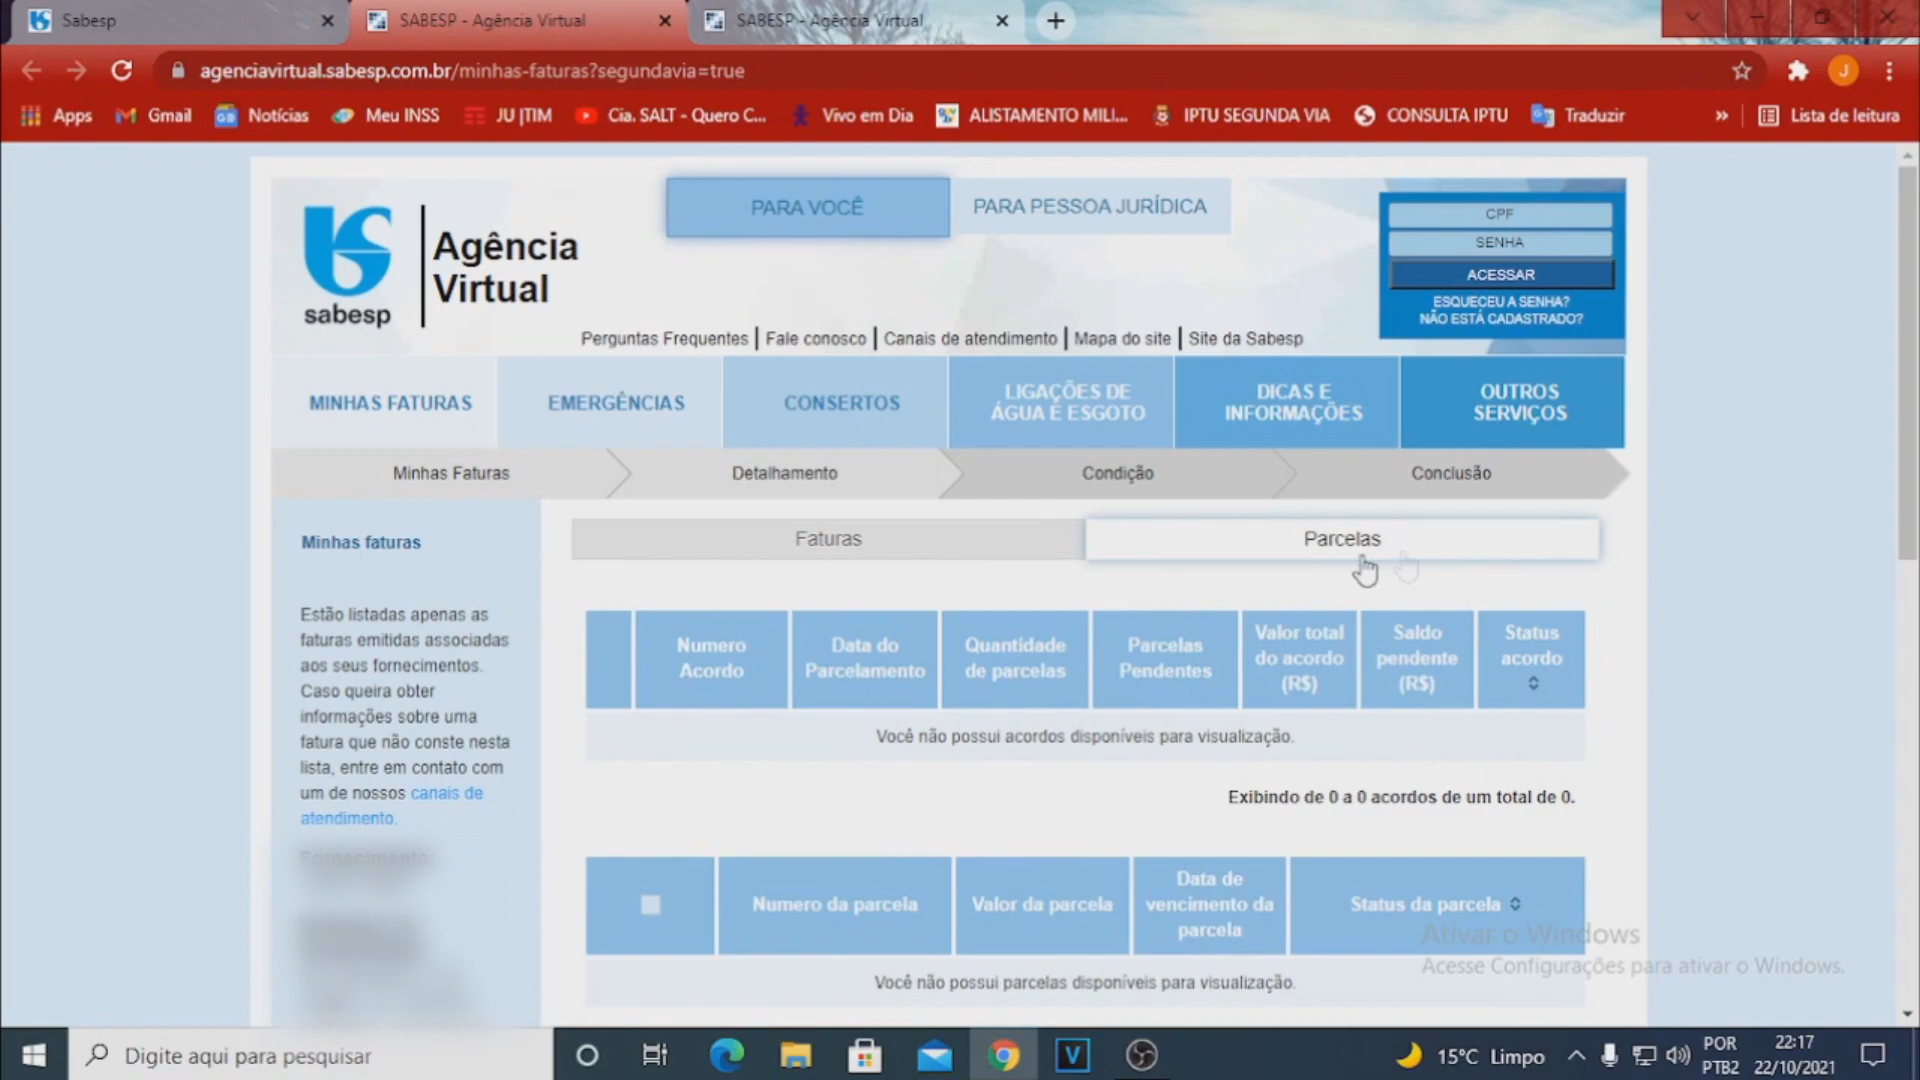 Sabesp
SABESP - Agência Virtual
SABESP - Agência Virtual
agenciavirtual.sabesp.com.br/minhas-faturas?segundavia=true
J
Apps
Gmail
Notícias
Meu INSS
JU |TIM
Cia. SALT - Quero C...
Vivo em Dia
ALISTAMENTO MILI...
IPTU SEGUNDA VIA
CONSULTA IPTU
Traduzir
»
Lista de leitura
PARA VOCÊ
PARA PESSOA JURÍDICA
CPF
SENHA
ACESSAR
ESQUECEU A SENHA?
NÃO ESTÁ CADASTRADO?
sabesp
Agência
Virtual
Perguntas Frequentes | Fale conosco | Canais de atendimento | Mapa do site | Site da Sabesp
MINHAS FATURAS
EMERGÊNCIAS
CONSERTOS
LIGAÇÕES DE
ÁGUA E ESGOTO
DICAS E
INFORMAÇÕES
OUTROS
SERVIÇOS
Minhas Faturas
Detalhamento
Condição
Conclusão
Minhas faturas
Estão listadas apenas as
faturas emitidas associadas
aos seus fornecimentos.
Caso queira obter
informações sobre uma
fatura que não conste nesta
lista, entre em contato com
um de nossos canais de
atendimento.
Fornecimento:
Faturas
Parcelas
Numero
Acordo
Data do
Parcelamento
Quantidade
de parcelas
Parcelas
Pendentes
Valor total
do acordo
(R$)
Saldo
pendente
(R$)
Status
acordo
Você não possui acordos disponíveis para visualização.
Exibindo de 0 a 0 acordos de um total de 0.
Numero da parcela
Valor da parcela
Data de
vencimento da
parcela
Status da parcela
Você não possui parcelas disponíveis para visualização.
Ativar o Windows
Acesse Configurações para ativar o Windows.
Digite aqui para pesquisar
V
15°C Limpo
POR
PTB2
22:17
22/10/2021